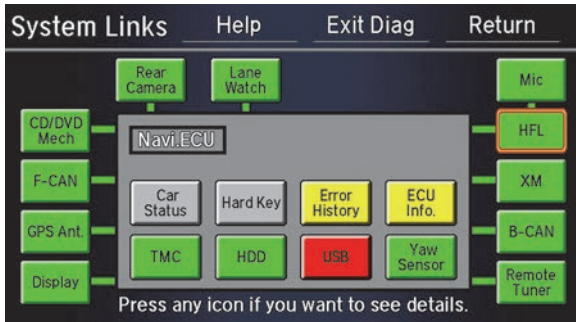 System Links Help Exit Diag Return
Rear
Camera
Lane
Watch
Mic
CD/DVD
Mech
Navi.ECU
HFL
F-CAN
Car
Status
Hard Key
Error
History
ECU
Info.
XM
GPS Ant.
TMC
HDD
USB
Yaw
Sensor
B-CAN
Display
Remote
Tuner
Press any icon if you want to see details.